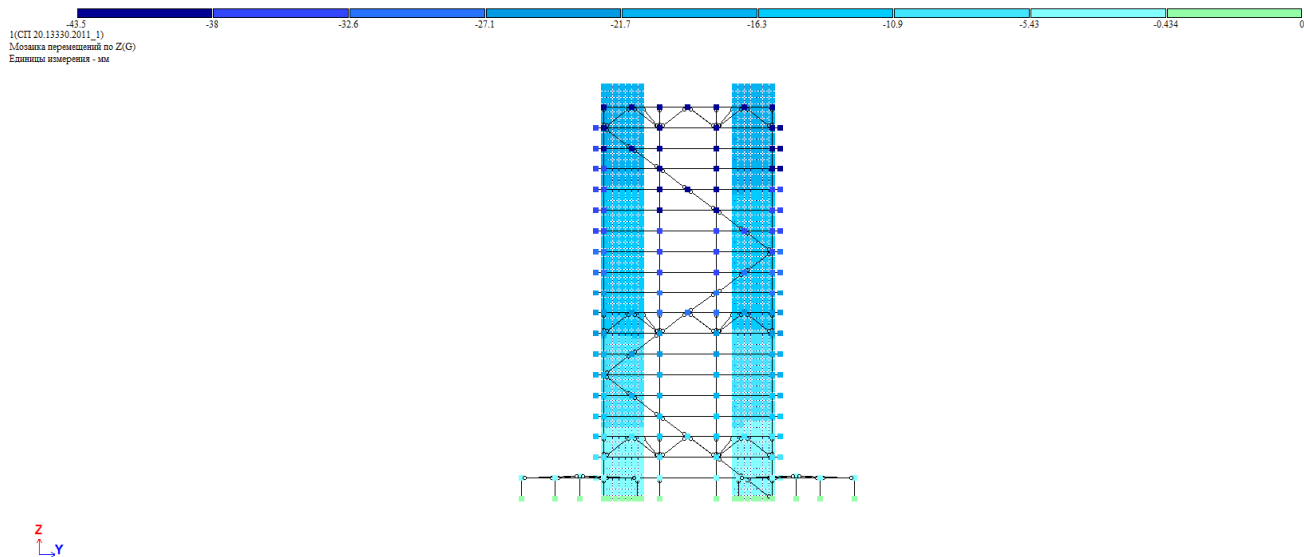 -43.5 -38 -32.6 -27.1 -21.7 -16.3 -10.9 -5.43 -0.434 0
1(СП 20.13330.2011_1)
Мозаика перемещений по Z(G)
Единицы измерения - мм
Z
Y